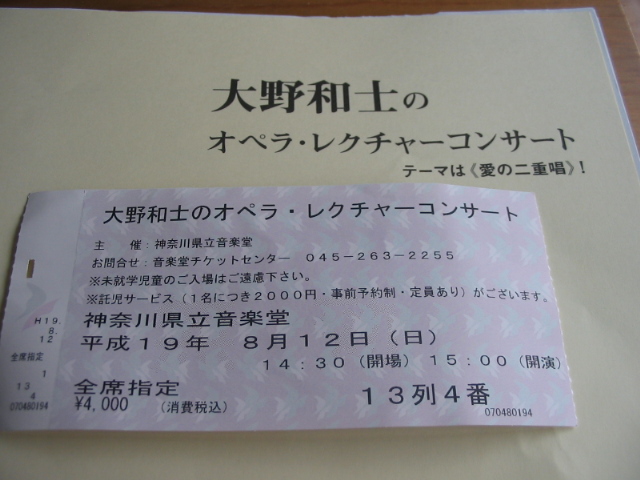 大野和士の
オペラ・レクチャーコンサート
テーマは《愛の二重唱》!
大野和士のオペラ・レクチャーコンサート
主　催:神奈川県立音楽堂
お問合せ:音楽堂チケットセンター　045-263-2255
※未就学児童のご入場はご遠慮下さい。
※託児サービス(1名につき2000円・事前予約制・定員あり)がございます。
神奈川県立音楽堂
平成19年　8月12日(日)
14:30(開場)　15:00(開演)
全席指定
¥4,000　(消費税込)
13列4番
070480194
H19.
8.
12
全席指定
1
13
4
070480194